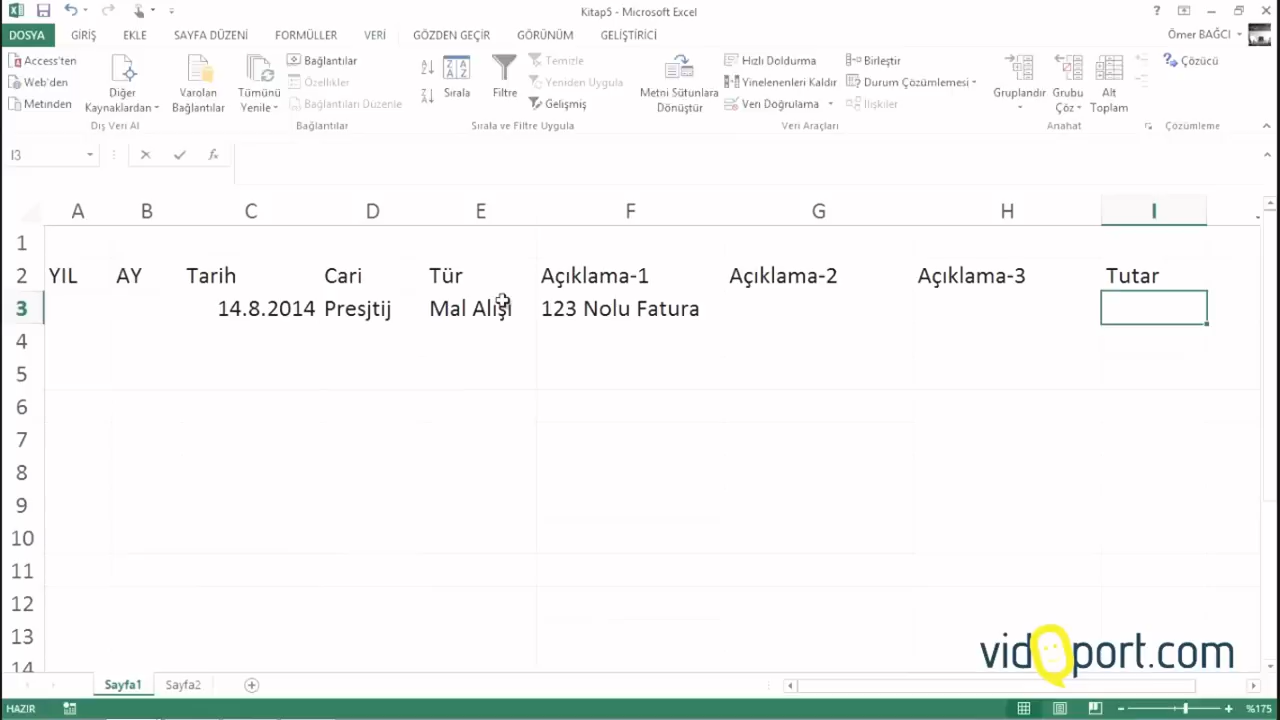 Kitap5 - Microsoft Excel
DOSYA GİRİŞ EKLE SAYFA DÜZENİ FORMÜLLER VERİ GÖZDEN GEÇİR GÖRÜNÜM GELİŞTİRİCİ Ömer BAĞCI
Access'ten
Web'den
Metinden
Diğer
Kaynaklardan
Varolan
Bağlantılar
Dış Veri Al
Tümünü
Yenile
Bağlantılar
Özellikler
Bağlantıları Düzenle
Bağlantılar
Sırala
Filtre
Temizle
Yeniden Uygula
Gelişmiş
Sırala ve Filtre Uygula
Metni Sütunlara
Dönüştür
Hızlı Doldurma
Yinelenenleri Kaldır
Veri Doğrulama
Birleştir
Durum Çözümlemesi
İlişkiler
Veri Araçları
Gruplandır
Grubu
Çöz
Alt
Toplam
Anahat
Çözücü
Çözümleme
I3 fx
A B C D E F G H I
1
2 YIL AY Tarih Cari Tür Açıklama-1 Açıklama-2 Açıklama-3 Tutar
3 14.8.2014 Presjtij Mal Alışı 123 Nolu Fatura
4
5
6
7
8
9
10
11
12
13
14
vidoport.com
Sayfa1 Sayfa2
HAZIR %175